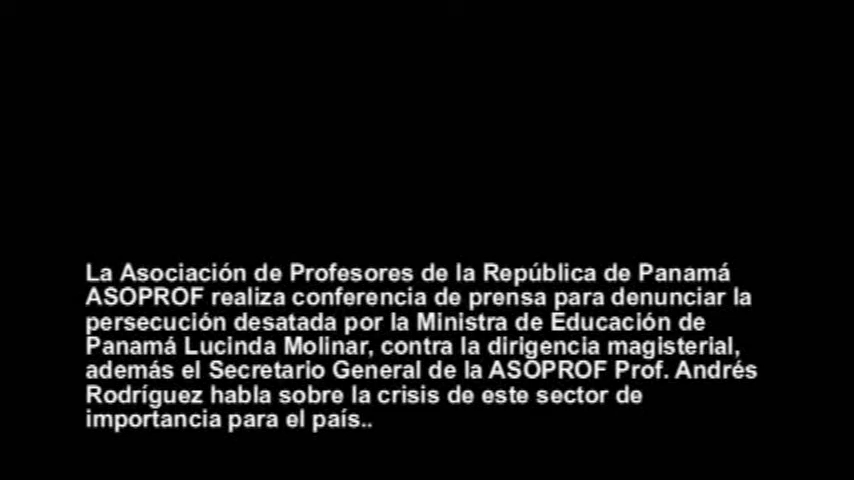 La Asociación de Profesores de la República de Panamá
ASOPROF realiza conferencia de prensa para denunciar la
persecución desatada por la Ministra de Educación de
Panamá Lucinda Molinar, contra la dirigencia magisterial,
además el Secretario General de la ASOPROF Prof. Andrés
Rodríguez habla sobre la crisis de este sector de
importancia para el país..